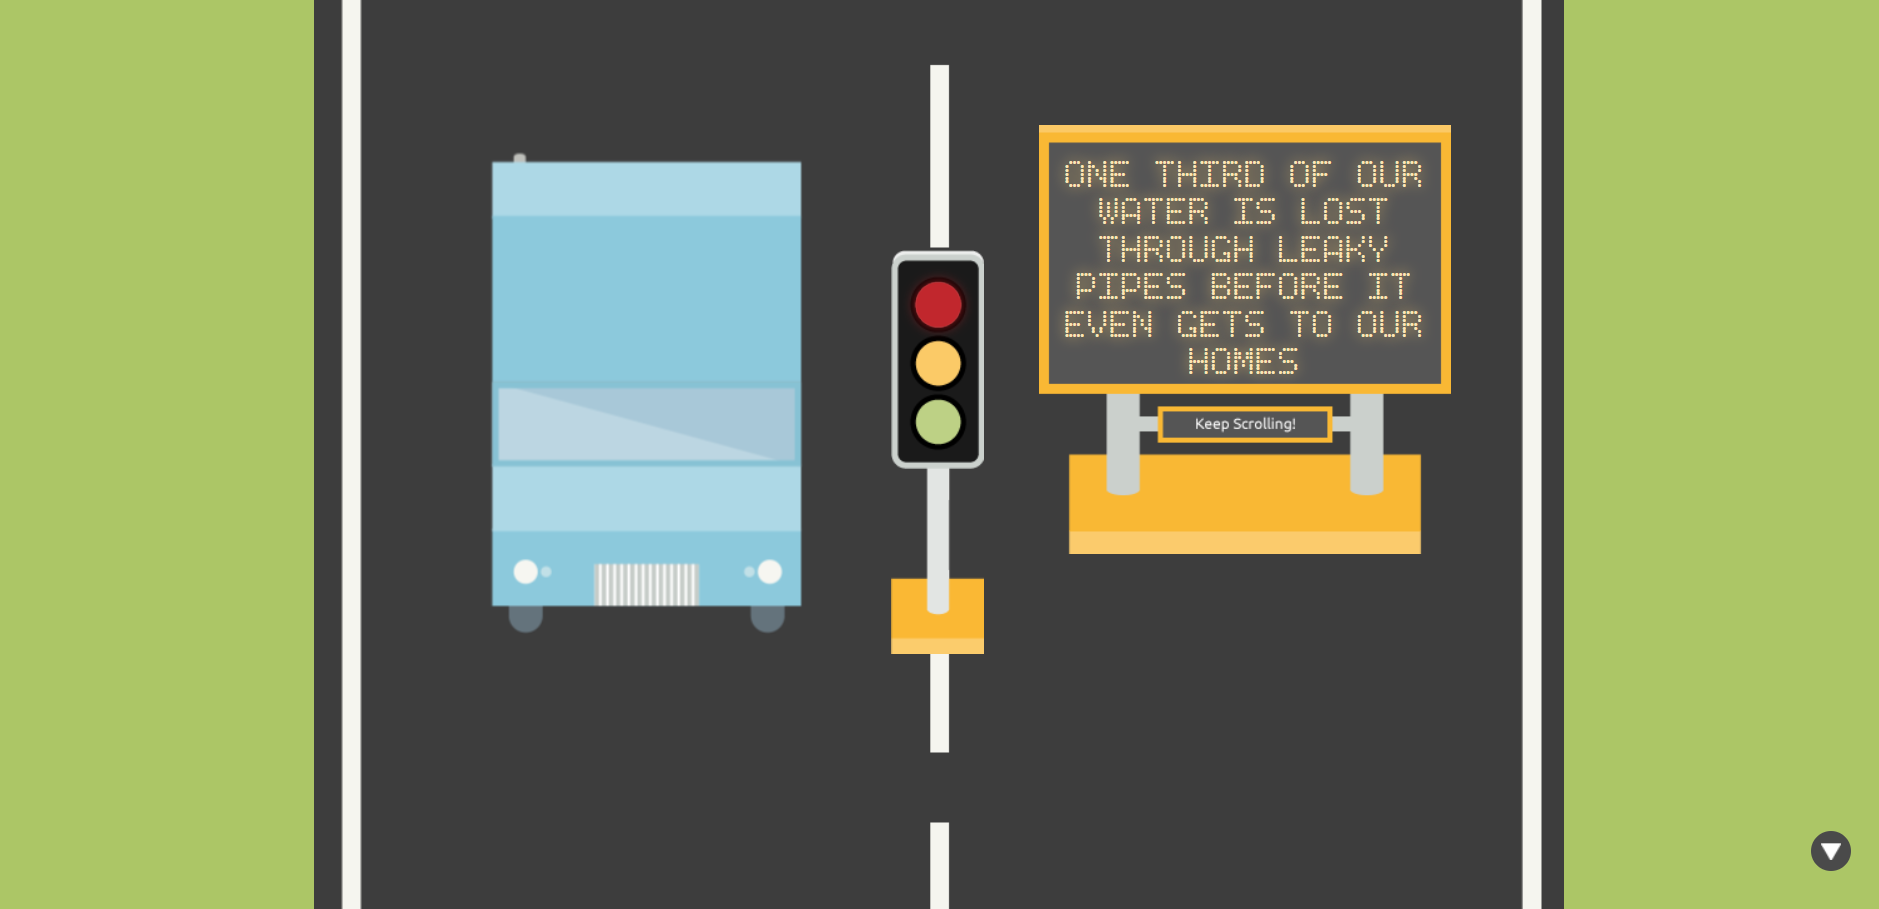 ONE THIRD OF OUR
WATER IS LOST
THROUGH LEAKY
PIPES BEFORE IT
EVEN GETS TO OUR
HOMES
Keep Scrolling!